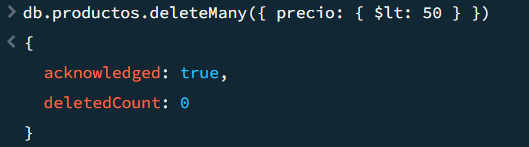 > db.productos.deleteMany({ precio: { $lt: 50 } })
< {
acknowledged: true,
deletedCount: 0
}